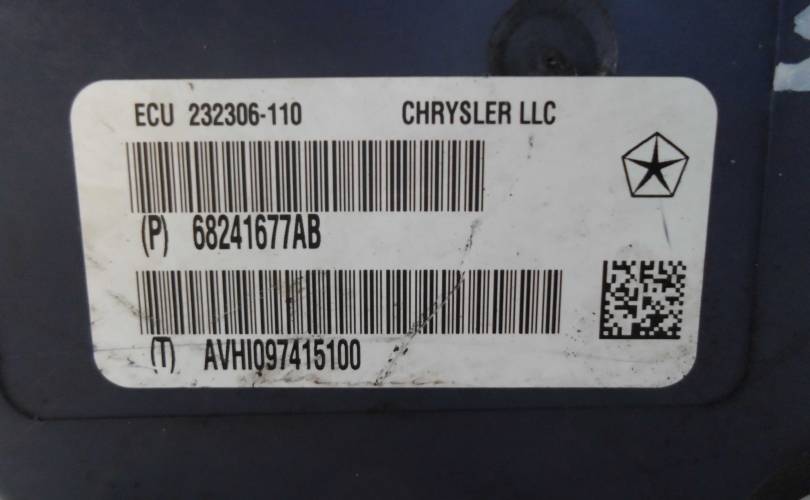 ECU 232306-110 CHRYSLER LLC
(P) 68241677AB
(T) AVHI097415100